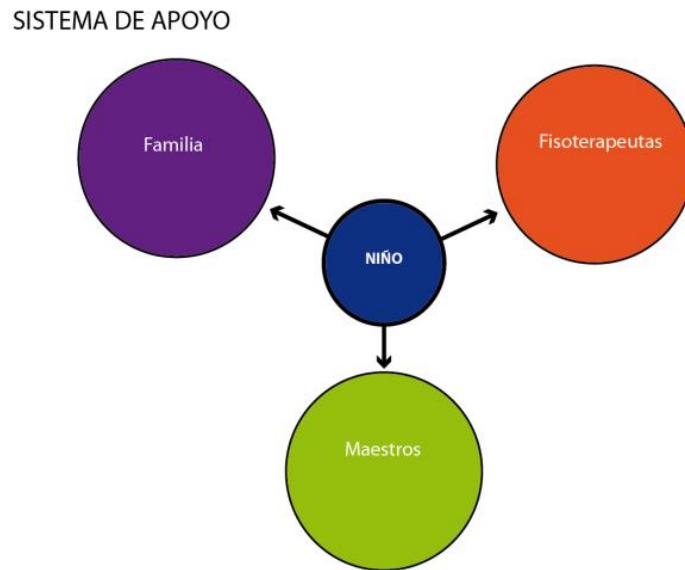 SISTEMA DE APOYO
Familia
Fisoterapeutas
NIÑO
Maestros